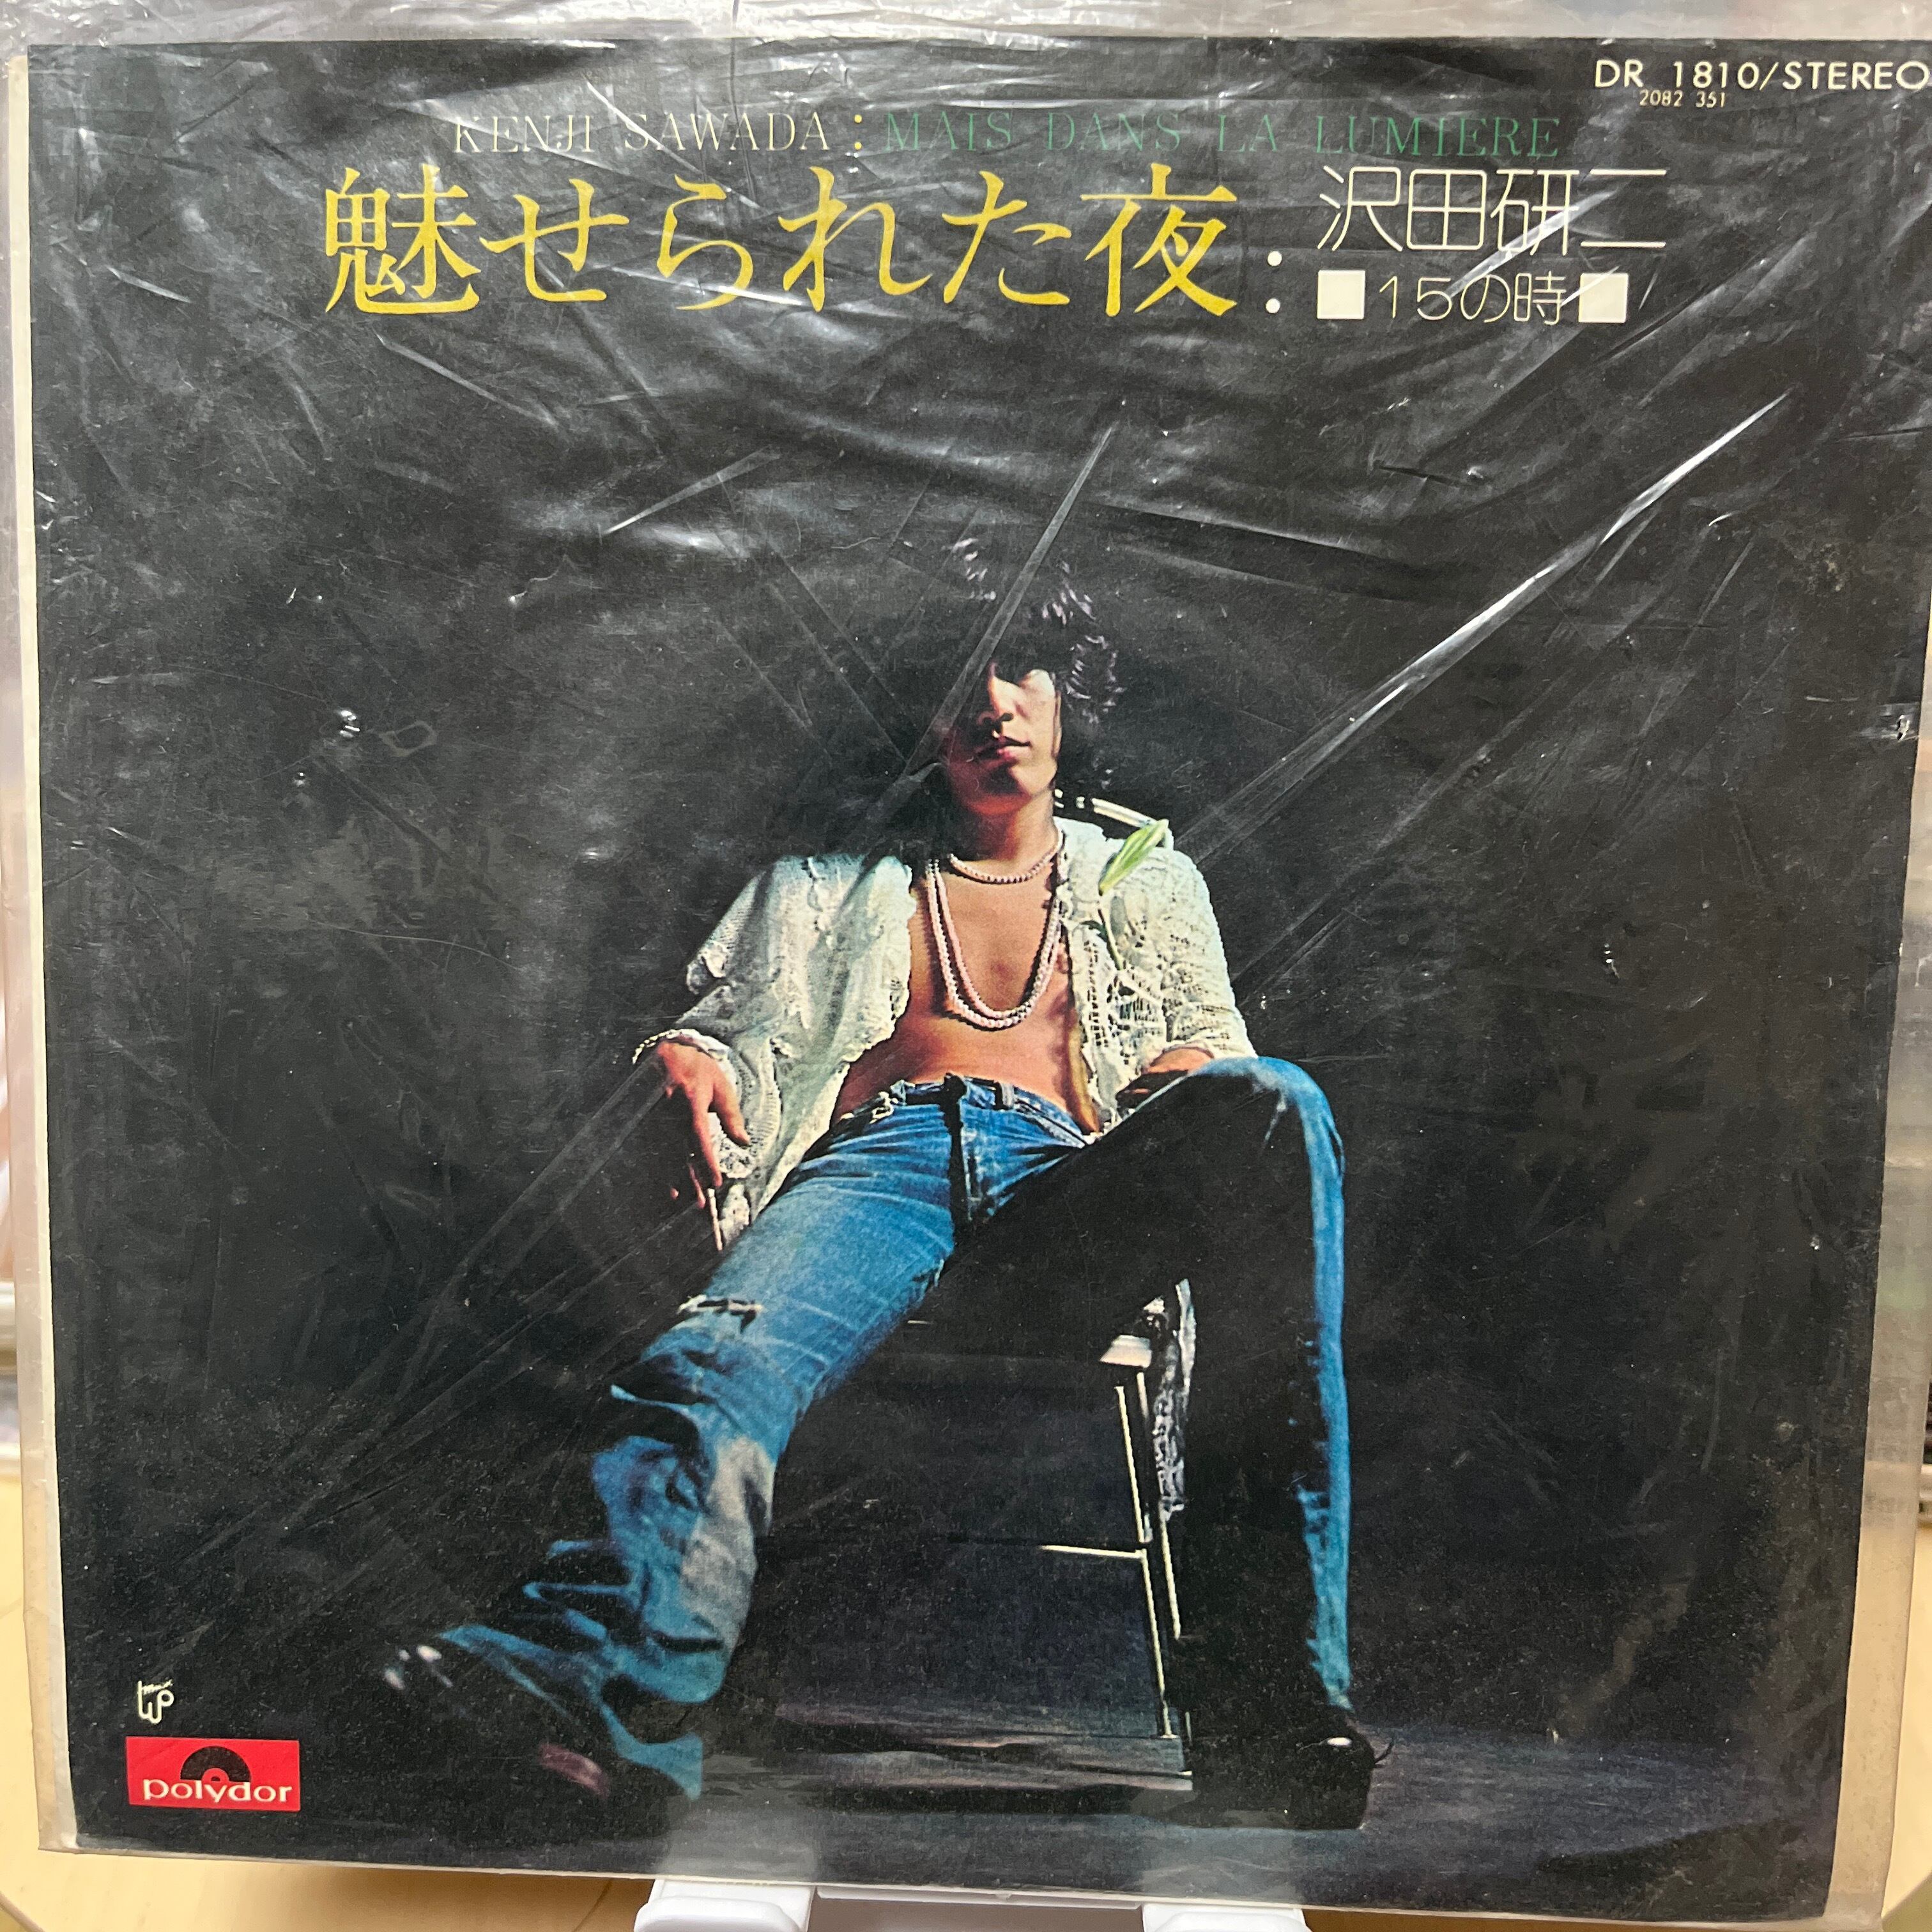 DR 1810/STEREO
2082 351
KENJI SAWADA : MAIS DANS LA LUMIERE
魅せられた夜:沢田研二
■15の時■
polydor